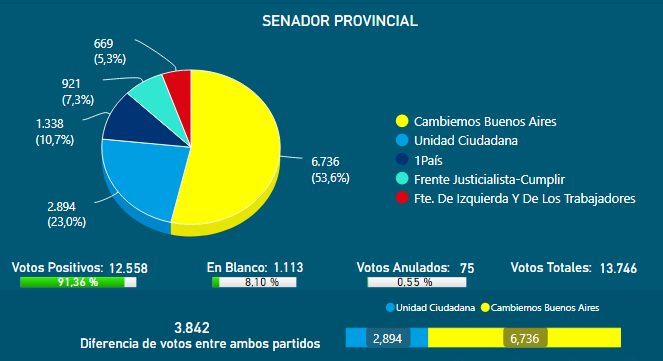 SENADOR PROVINCIAL
669
(5,3%)
921
(7,3%)
1.338
(10,7%)
2.894
(23,0%)
6.736
(53,6%)
Cambiemos Buenos Aires
Unidad Ciudadana
1País
Frente Justicialista-Cumplir
Fte. De Izquierda Y De Los Trabajadores
Votos Positivos: 12.558
91,36 %
En Blanco: 1.113
8,10 %
Votos Anulados: 75
0,55 %
Votos Totales: 13.746
Unidad Ciudadana Cambiemos Buenos Aires
3.842
Diferencia de votos entre ambos partidos
2,894 6,736